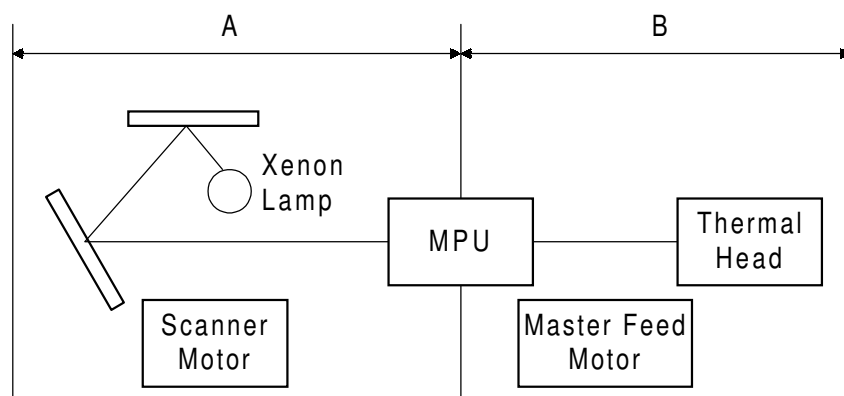 A
B
Xenon
Lamp
MPU
Thermal
Head
Scanner
Motor
Master Feed
Motor